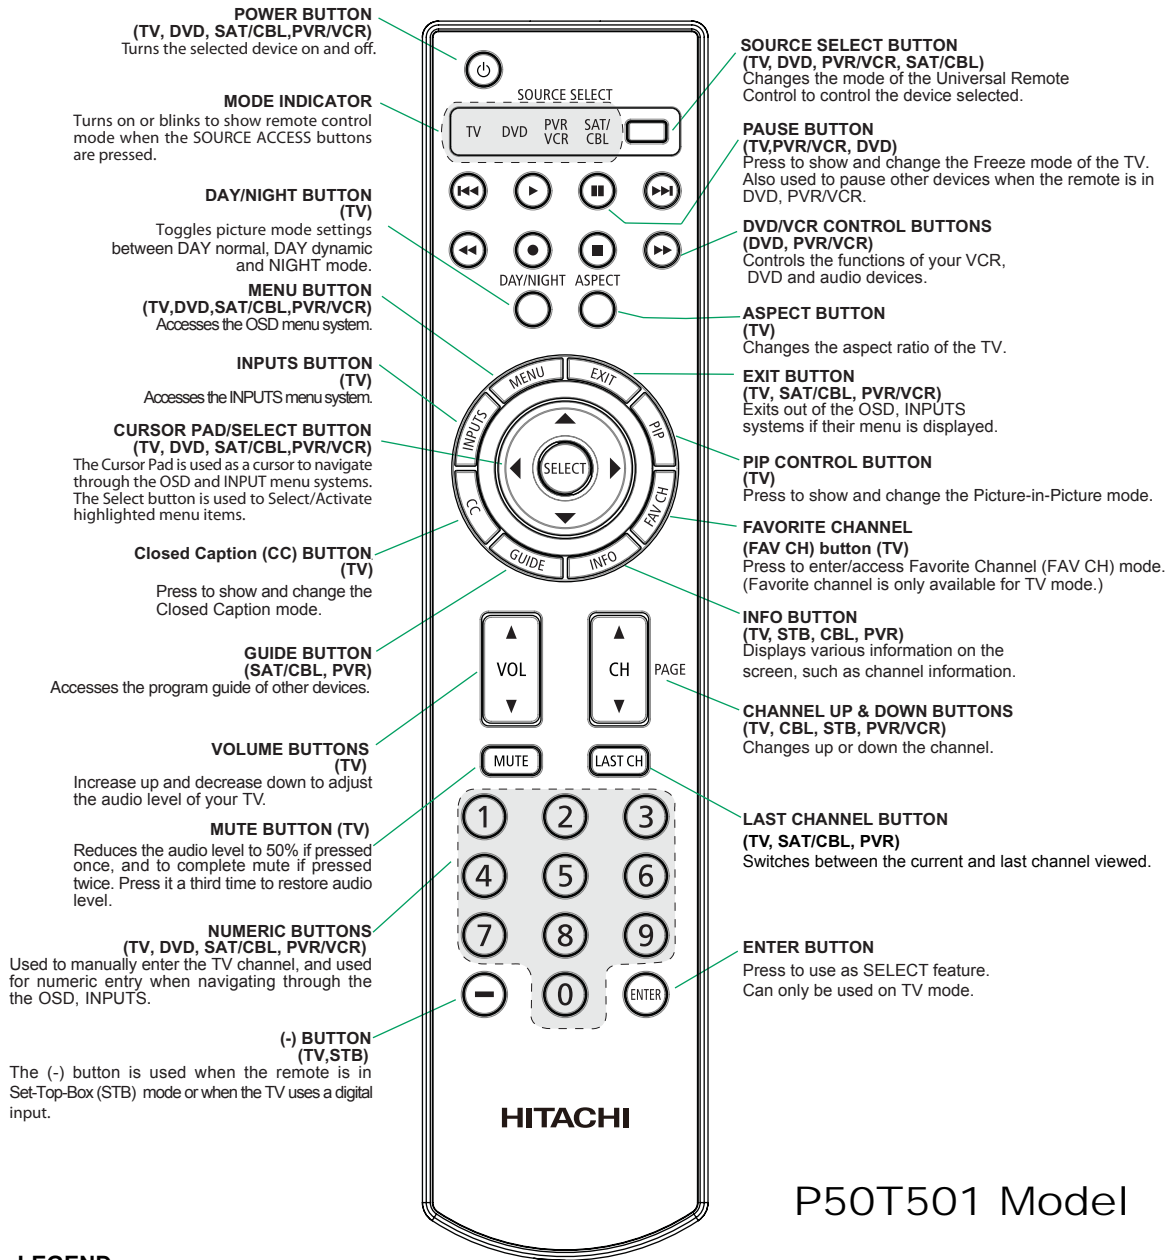 POWER BUTTON
(TV, DVD, SAT/CBL,PVR/VCR)
Turns the selected device on and off.
MODE INDICATOR
Turns on or blinks to show remote control
mode when the SOURCE ACCESS buttons
are pressed.
DAY/NIGHT BUTTON
(TV)
Toggles picture mode settings
between DAY normal, DAY dynamic
and NIGHT mode.
MENU BUTTON
(TV,DVD,SAT/CBL,PVR/VCR)
Accesses the OSD menu system.
INPUTS BUTTON
(TV)
Accesses the INPUTS menu system.
CURSOR PAD/SELECT BUTTON
(TV, DVD, SAT/CBL,PVR/VCR)
The Cursor Pad is used as a cursor to navigate
through the OSD and INPUT menu systems.
The Select button is used to Select/Activate
highlighted menu items.
Closed Caption (CC) BUTTON
(TV)
Press to show and change the
Closed Caption mode.
GUIDE BUTTON
(SAT/CBL, PVR)
Accesses the program guide of other devices.
VOLUME BUTTONS
(TV)
Increase up and decrease down to adjust
the audio level of your TV.
MUTE BUTTON (TV)
Reduces the audio level to 50% if pressed
once, and to complete mute if pressed
twice. Press it a third time to restore audio
level.
NUMERIC BUTTONS
(TV, DVD, SAT/CBL, PVR/VCR)
Used to manually enter the TV channel, and used
for numeric entry when navigating through the
the OSD, INPUTS.
(-) BUTTON
(TV,STB)
The (-) button is used when the remote is in
Set-Top-Box (STB) mode or when the TV uses a digital
input.
SOURCE SELECT
TV DVD PVR VCR SAT/ CBL
DAY/NIGHT ASPECT
MENU EXIT
INPUTS PIP
SELECT
CC FAV CH
GUIDE INFO
VOL CH PAGE
MUTE LAST CH
1 2 3
4 5 6
7 8 9
0 ENTER
HITACHI
SOURCE SELECT BUTTON
(TV, DVD, PVR/VCR, SAT/CBL)
Changes the mode of the Universal Remote
Control to control the device selected.
PAUSE BUTTON
(TV,PVR/VCR, DVD)
Press to show and change the Freeze mode of the TV.
Also used to pause other devices when the remote is in
DVD, PVR/VCR.
DVD/VCR CONTROL BUTTONS
(DVD, PVR/VCR)
Controls the functions of your VCR,
DVD and audio devices.
ASPECT BUTTON
(TV)
Changes the aspect ratio of the TV.
EXIT BUTTON
(TV, SAT/CBL, PVR/VCR)
Exits out of the OSD, INPUTS
systems if their menu is displayed.
PIP CONTROL BUTTON
(TV)
Press to show and change the Picture-in-Picture mode.
FAVORITE CHANNEL
(FAV CH) button (TV)
Press to enter/access Favorite Channel (FAV CH) mode.
(Favorite channel is only available for TV mode.)
INFO BUTTON
(TV, STB, CBL, PVR)
Displays various information on the
screen, such as channel information.
CHANNEL UP & DOWN BUTTONS
(TV, CBL, STB, PVR/VCR)
Changes up or down the channel.
LAST CHANNEL BUTTON
(TV, SAT/CBL, PVR)
Switches between the current and last channel viewed.
ENTER BUTTON
Press to use as SELECT feature.
Can only be used on TV mode.
P50T501 Model
LEGEND